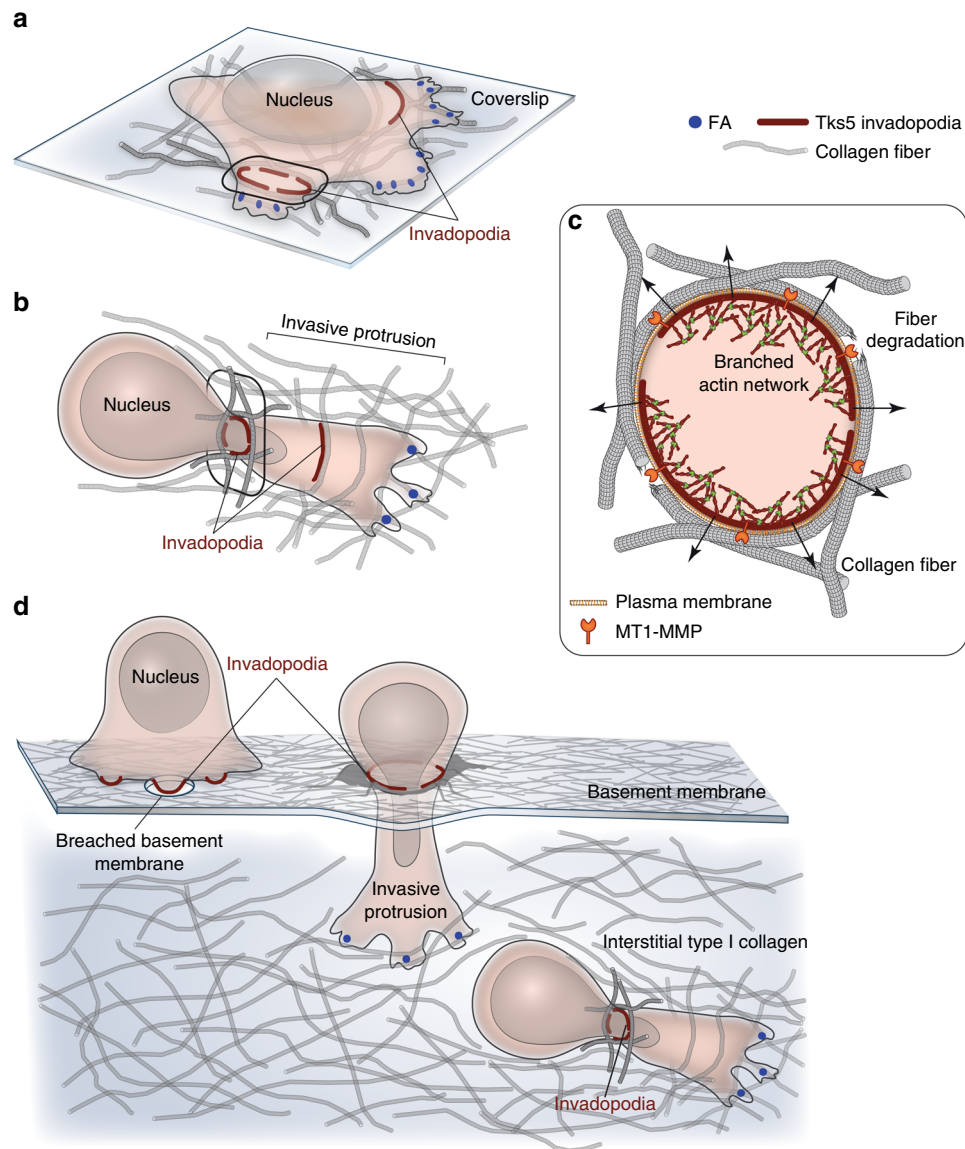 a
Nucleus
Coverslip
Invadopodia
FA
Tks5 invadopodia
Collagen fiber
b
Invasive protrusion
Nucleus
Invadopodia
c
Fiber
degradation
Branched
actin network
Collagen fiber
Plasma membrane
MT1-MMP
d
Nucleus
Invadopodia
Basement membrane
Breached basement
membrane
Invasive
protrusion
Interstitial type I collagen
Invadopodia